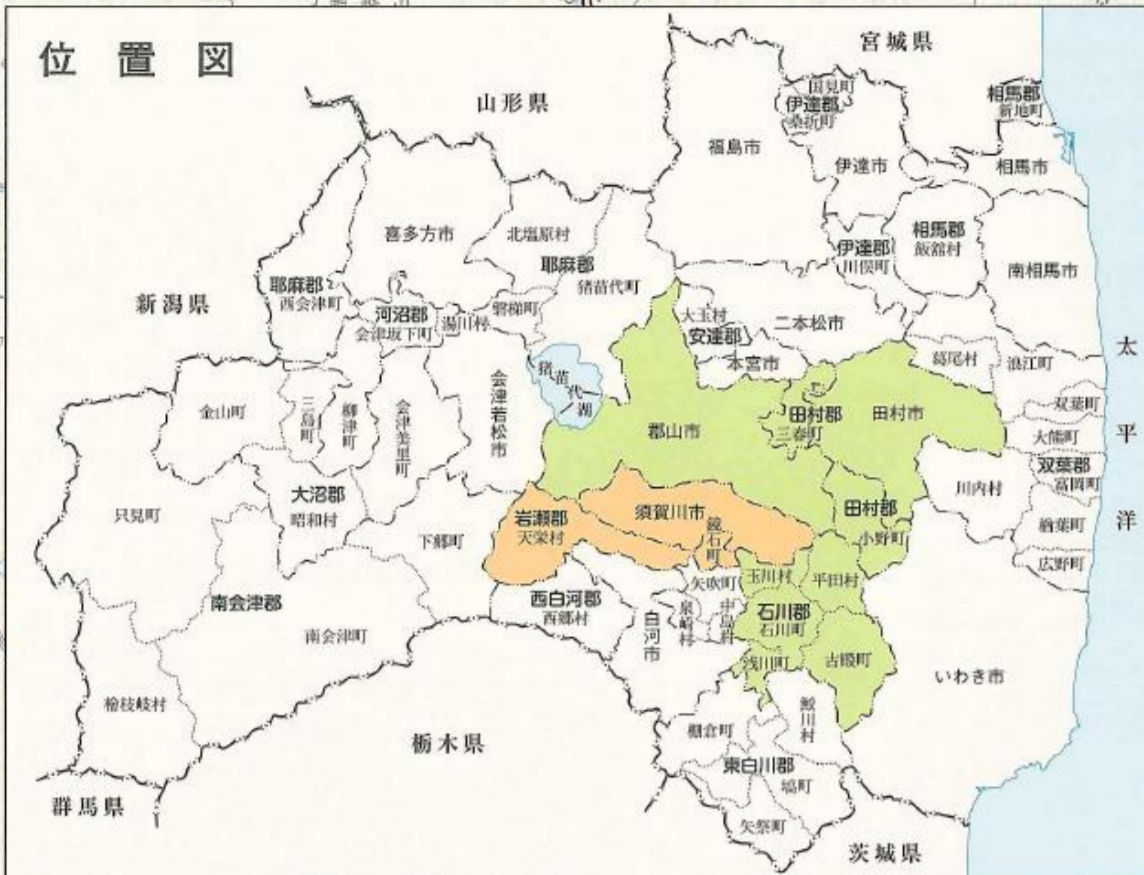 位置図
宮城県
山形県
国見町
伊達郡
桑折町
相馬郡
新地町
福島市
伊達市
相馬市
喜多方市
北塩原村
耶麻郡
猪苗代町
伊達郡
川俣町
相馬郡
飯舘村
南相馬市
新潟県
耶麻郡
西会津町
河沼郡
会津坂下町
湯川村
磐梯町
大玉村
安達郡
本宮市
二本松市
葛尾村
浪江町
太平洋
猪苗代湖
会津若松市
金山町
三島町
柳津町
会津美里町
郡山市
田村郡
三春町
田村市
双葉町
大熊町
双葉郡
富岡町
川内村
楢葉町
広野町
只見町
大沼郡
昭和村
下郷町
岩瀬郡
天栄村
須賀川市
鏡石町
田村郡
小野町
玉川村
平田村
矢吹町
西白河郡
西郷村
白河市
泉崎村
中島村
石川郡
石川町
浅川町
古殿町
いわき市
南会津郡
南会津町
檜枝岐村
鮫川村
棚倉町
東白川郡
塙町
矢祭町
栃木県
群馬県
茨城県